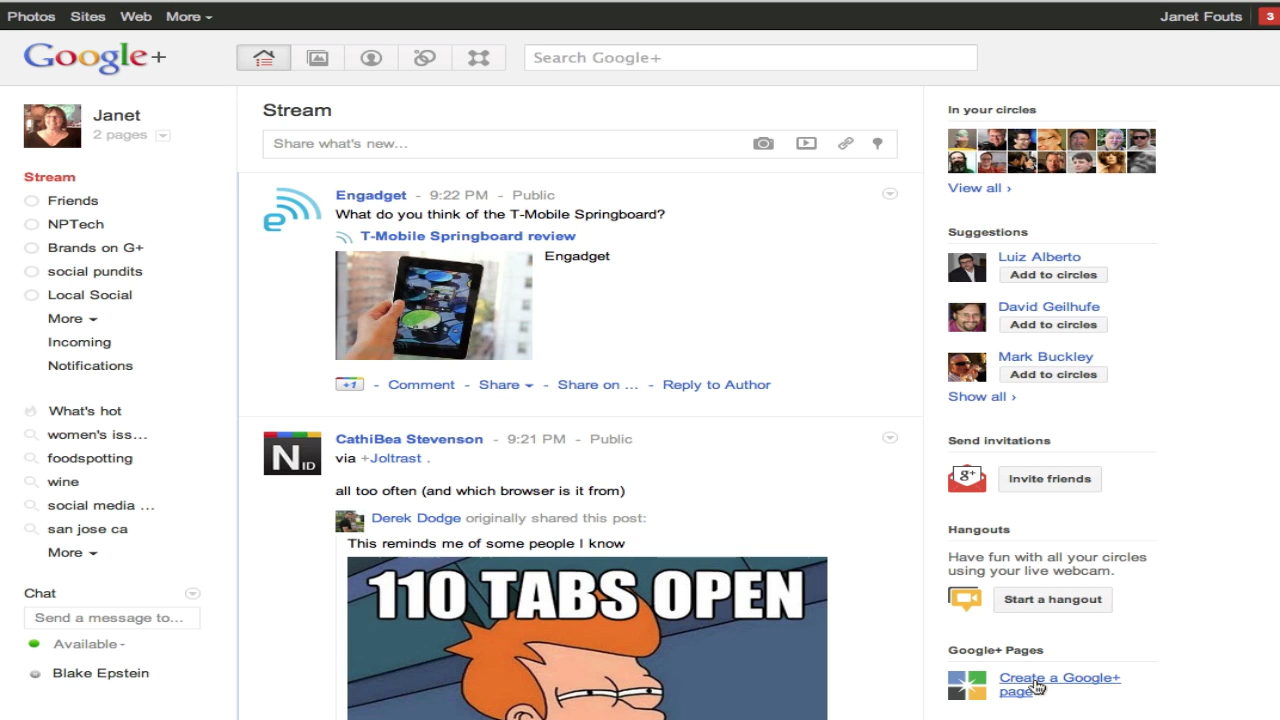 Photos Sites Web More
Janet Fouts 3
Google+
Search Google+
Janet
2 pages
Stream
Friends
NPTech
Brands on G+
social pundits
Local Social
More
Incoming
Notifications
What's hot
women's iss...
foodspotting
wine
social media ...
san jose ca
More
Chat
Send a message to...
Available
Blake Epstein
Stream
Share what's new...
Engadget - 9:22 PM - Public
What do you think of the T-Mobile Springboard?
T-Mobile Springboard review
Engadget
+1 - Comment - Share - Share on ... - Reply to Author
NID
CathiBea Stevenson - 9:21 PM - Public
via +Joltrast .
all too often (and which browser is it from)
Derek Dodge originally shared this post:
This reminds me of some people I know
110 TABS OPEN
In your circles
View all ›
Suggestions
Luiz Alberto
Add to circles
David Geilhufe
Add to circles
Mark Buckley
Add to circles
Show all ›
Send invitations
g+
Invite friends
Hangouts
Have fun with all your circles
using your live webcam.
Start a hangout
Google+ Pages
Create a Google+
page